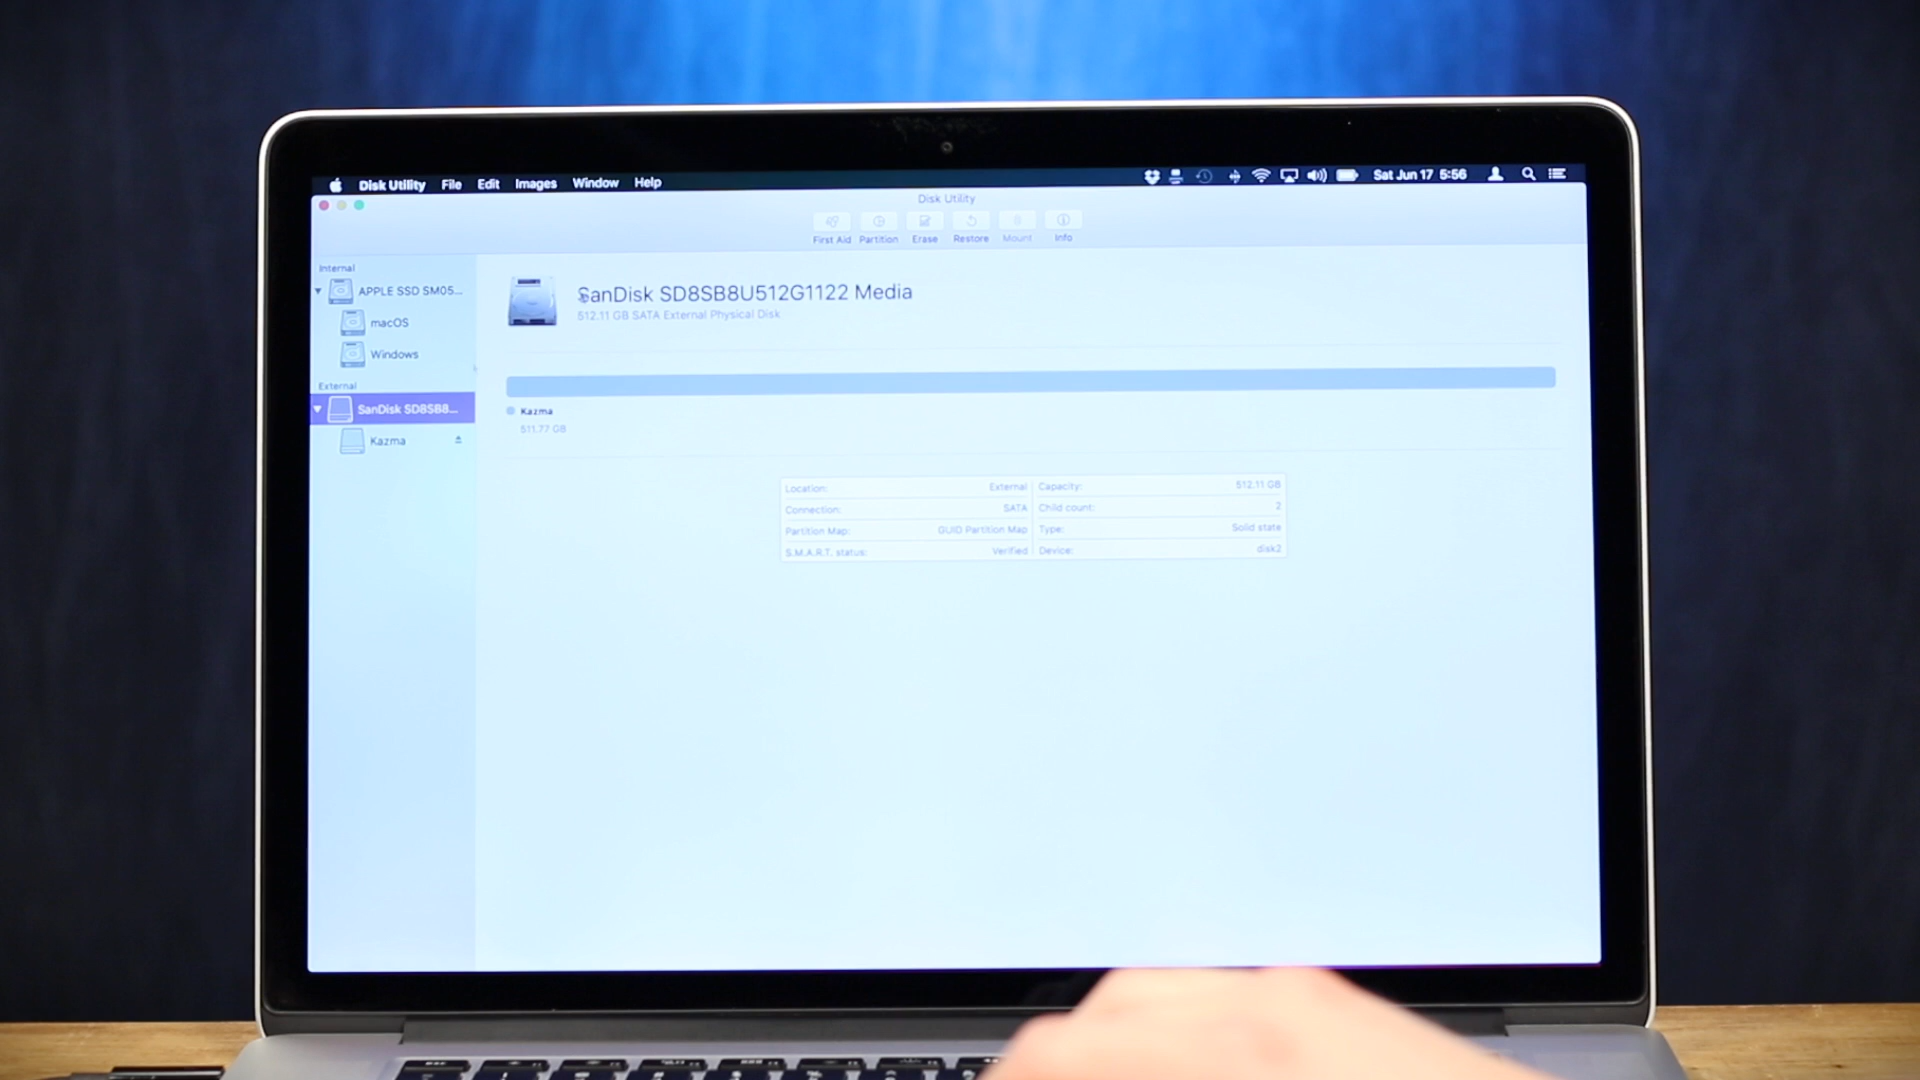 Disk Utility File Edit Images Window Help Sat Jun 17 5:56
Disk Utility
First Aid Partition Erase Restore Mount Info
Internal
APPLE SSD SM05...
macOS
Windows
External
SanDisk SD8SB8...
Kazma
SanDisk SD8SB8U512G1122 Media
512.11 GB SATA External Physical Disk
Kazma
511.77 GB
Location: External Capacity: 512.11 GB
Connection: SATA Child count: 2
Partition Map: GUID Partition Map Type: Solid state
S.M.A.R.T. status: Verified Device: disk2